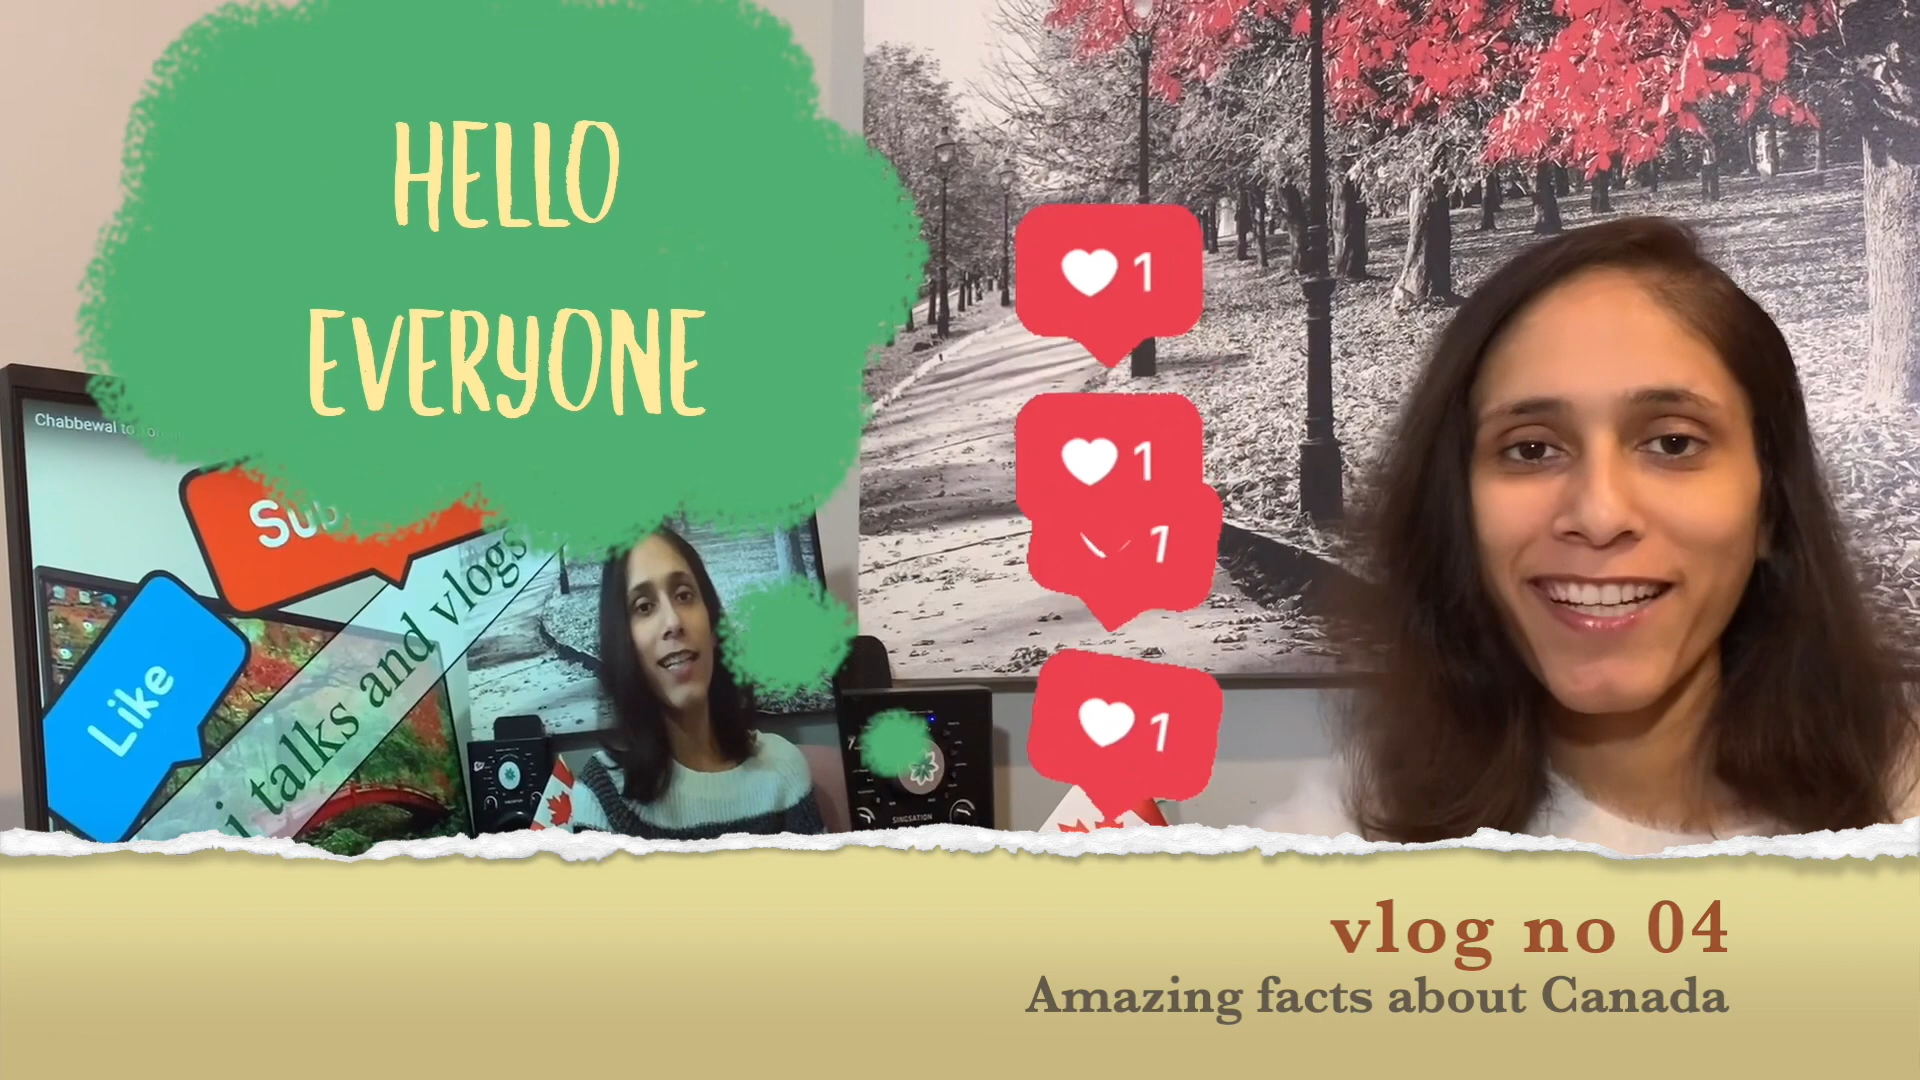 HELLO
EVERYONE
Chabbewal to
Sub
Like
talks and vlogs
1
1
1
1
SINGSATION
vlog no 04
Amazing facts about Canada